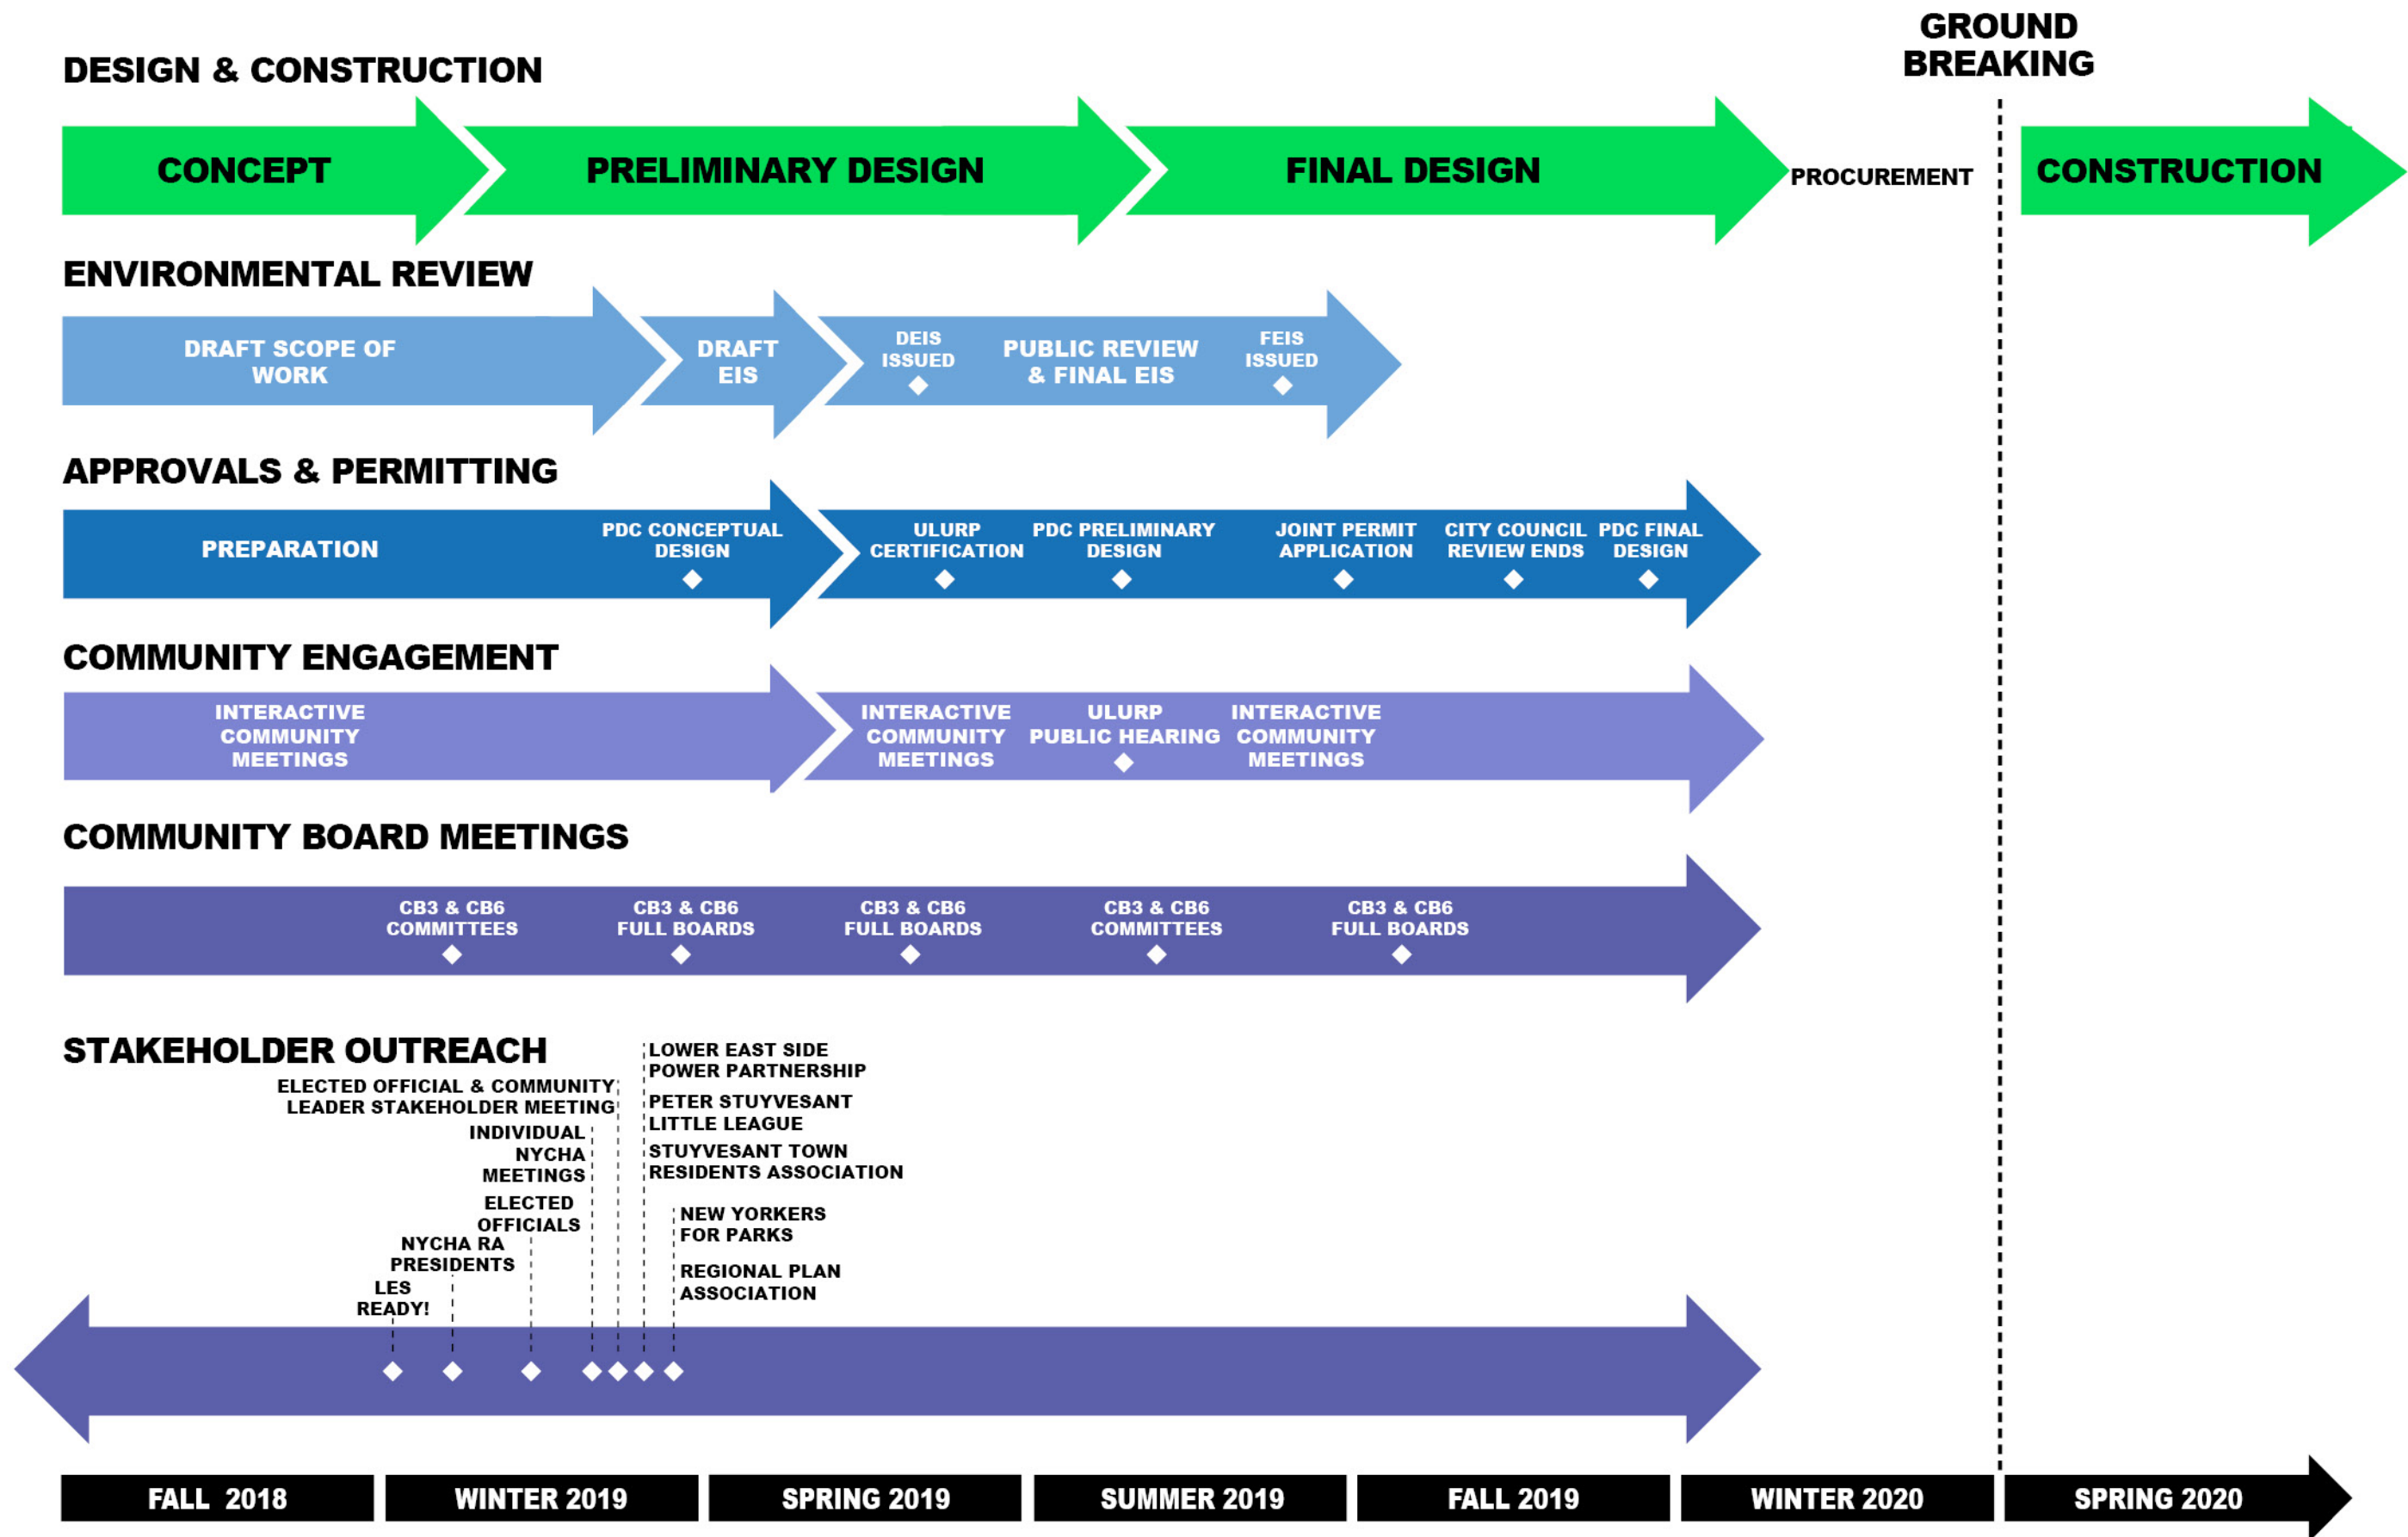 GROUND
BREAKING
DESIGN & CONSTRUCTION
CONCEPT
PRELIMINARY DESIGN
FINAL DESIGN
PROCUREMENT
CONSTRUCTION
ENVIRONMENTAL REVIEW
DRAFT SCOPE OF
WORK
DRAFT
EIS
DEIS
ISSUED
PUBLIC REVIEW
& FINAL EIS
FEIS
ISSUED
APPROVALS & PERMITTING
PREPARATION
PDC CONCEPTUAL
DESIGN
ULURP
CERTIFICATION
PDC PRELIMINARY
DESIGN
JOINT PERMIT
APPLICATION
CITY COUNCIL
REVIEW ENDS
PDC FINAL
DESIGN
COMMUNITY ENGAGEMENT
INTERACTIVE
COMMUNITY
MEETINGS
INTERACTIVE
COMMUNITY
MEETINGS
ULURP
PUBLIC HEARING
INTERACTIVE
COMMUNITY
MEETINGS
COMMUNITY BOARD MEETINGS
CB3 & CB6
COMMITTEES
CB3 & CB6
FULL BOARDS
CB3 & CB6
FULL BOARDS
CB3 & CB6
COMMITTEES
CB3 & CB6
FULL BOARDS
STAKEHOLDER OUTREACH
LES
READY!
NYCHA RA
PRESIDENTS
ELECTED
OFFICIALS
INDIVIDUAL
NYCHA
MEETINGS
ELECTED OFFICIAL & COMMUNITY
LEADER STAKEHOLDER MEETING
LOWER EAST SIDE
POWER PARTNERSHIP
PETER STUYVESANT
LITTLE LEAGUE
STUYVESANT TOWN
RESIDENTS ASSOCIATION
NEW YORKERS
FOR PARKS
REGIONAL PLAN
ASSOCIATION
FALL 2018
WINTER 2019
SPRING 2019
SUMMER 2019
FALL 2019
WINTER 2020
SPRING 2020